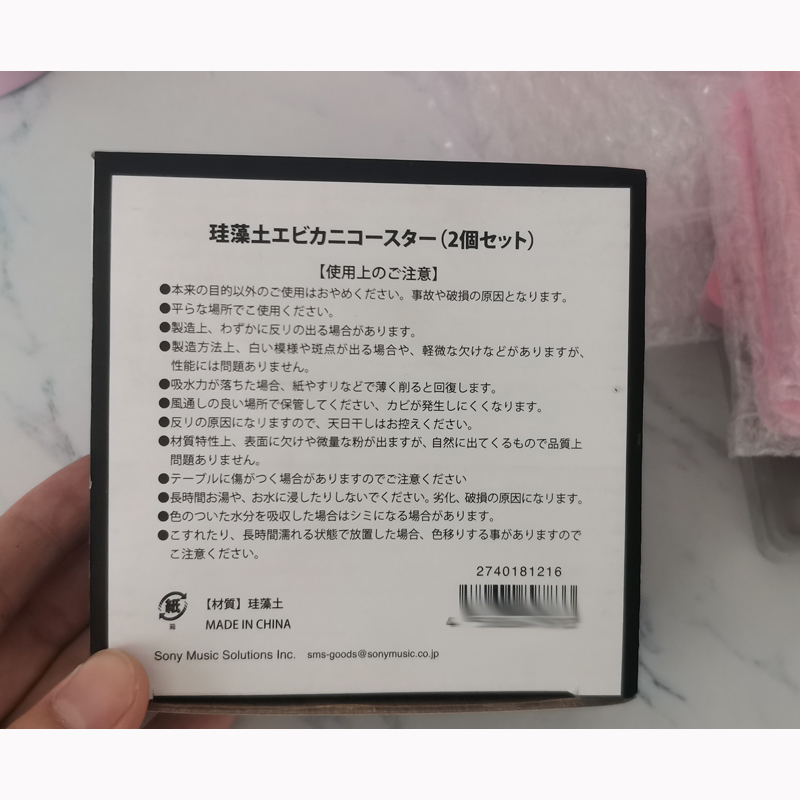 珪藻土エビカニコースター（2個セット）
【使用上のご注意】
●本来の目的以外のご使用はおやめください。事故や破損の原因となります。
●平らな場所でご使用ください。
●製造上、わずかに反りの出る場合があります。
●製造方法上、白い模様や斑点が出る場合や、軽微な欠けなどがありますが、
性能には問題ありません。
●吸水力が落ちた場合、紙やすりなどで薄く削ると回復します。
●風通しの良い場所で保管してください、カビが発生しにくくなります。
●反りの原因になりますので、天日干しはお控えください。
●材質特性上、表面に欠けや微量な粉が出ますが、自然に出てくるもので品質上
問題ありません。
●テーブルに傷がつく場合がありますのでご注意ください
●長時間お湯や、お水に浸したりしないでください。劣化、破損の原因になります。
●色のついた水分を吸収した場合はシミになる場合があります。
●こすれたり、長時間濡れる状態で放置した場合、色移りする事がありますので
ご注意ください。
2740181216
紙
箱
【材質】珪藻土
MADE IN CHINA
Sony Music Solutions Inc. sms-goods@sonymusic.co.jp